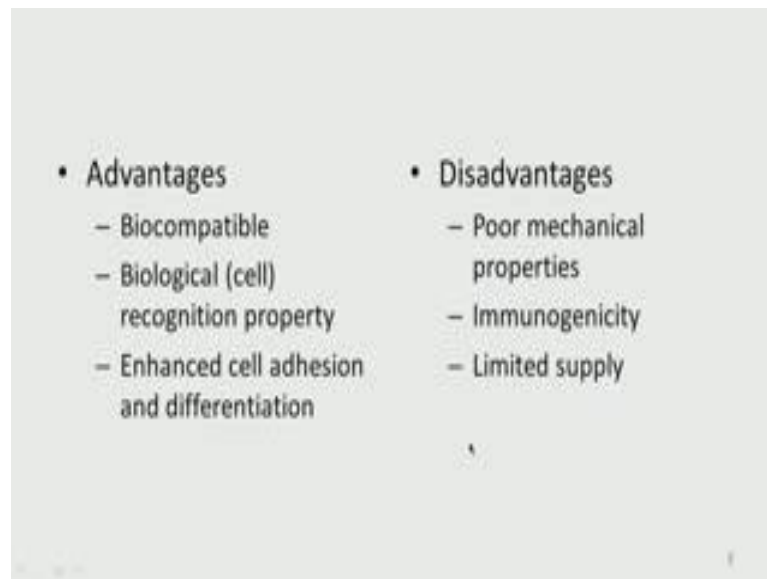 • Advantages
– Biocompatible
– Biological (cell)
recognition property
– Enhanced cell adhesion
and differentiation
• Disadvantages
– Poor mechanical
properties
– Immunogenicity
– Limited supply